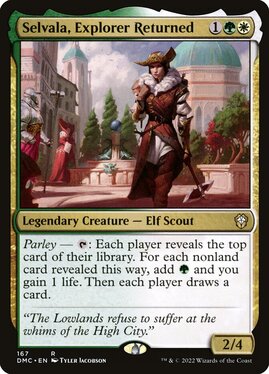 Selvala, Explorer Returned 1
Legendary Creature — Elf Scout
Parley — : Each player reveals the top
card of their library. For each nonland
card revealed this way, add and you
gain 1 life. Then each player draws a
card.
"The Lowlands refuse to suffer at the
whims of the High City."
2/4
167 R
DMC • EN Tyler Jacobson
™ & © 2022 Wizards of the Coast